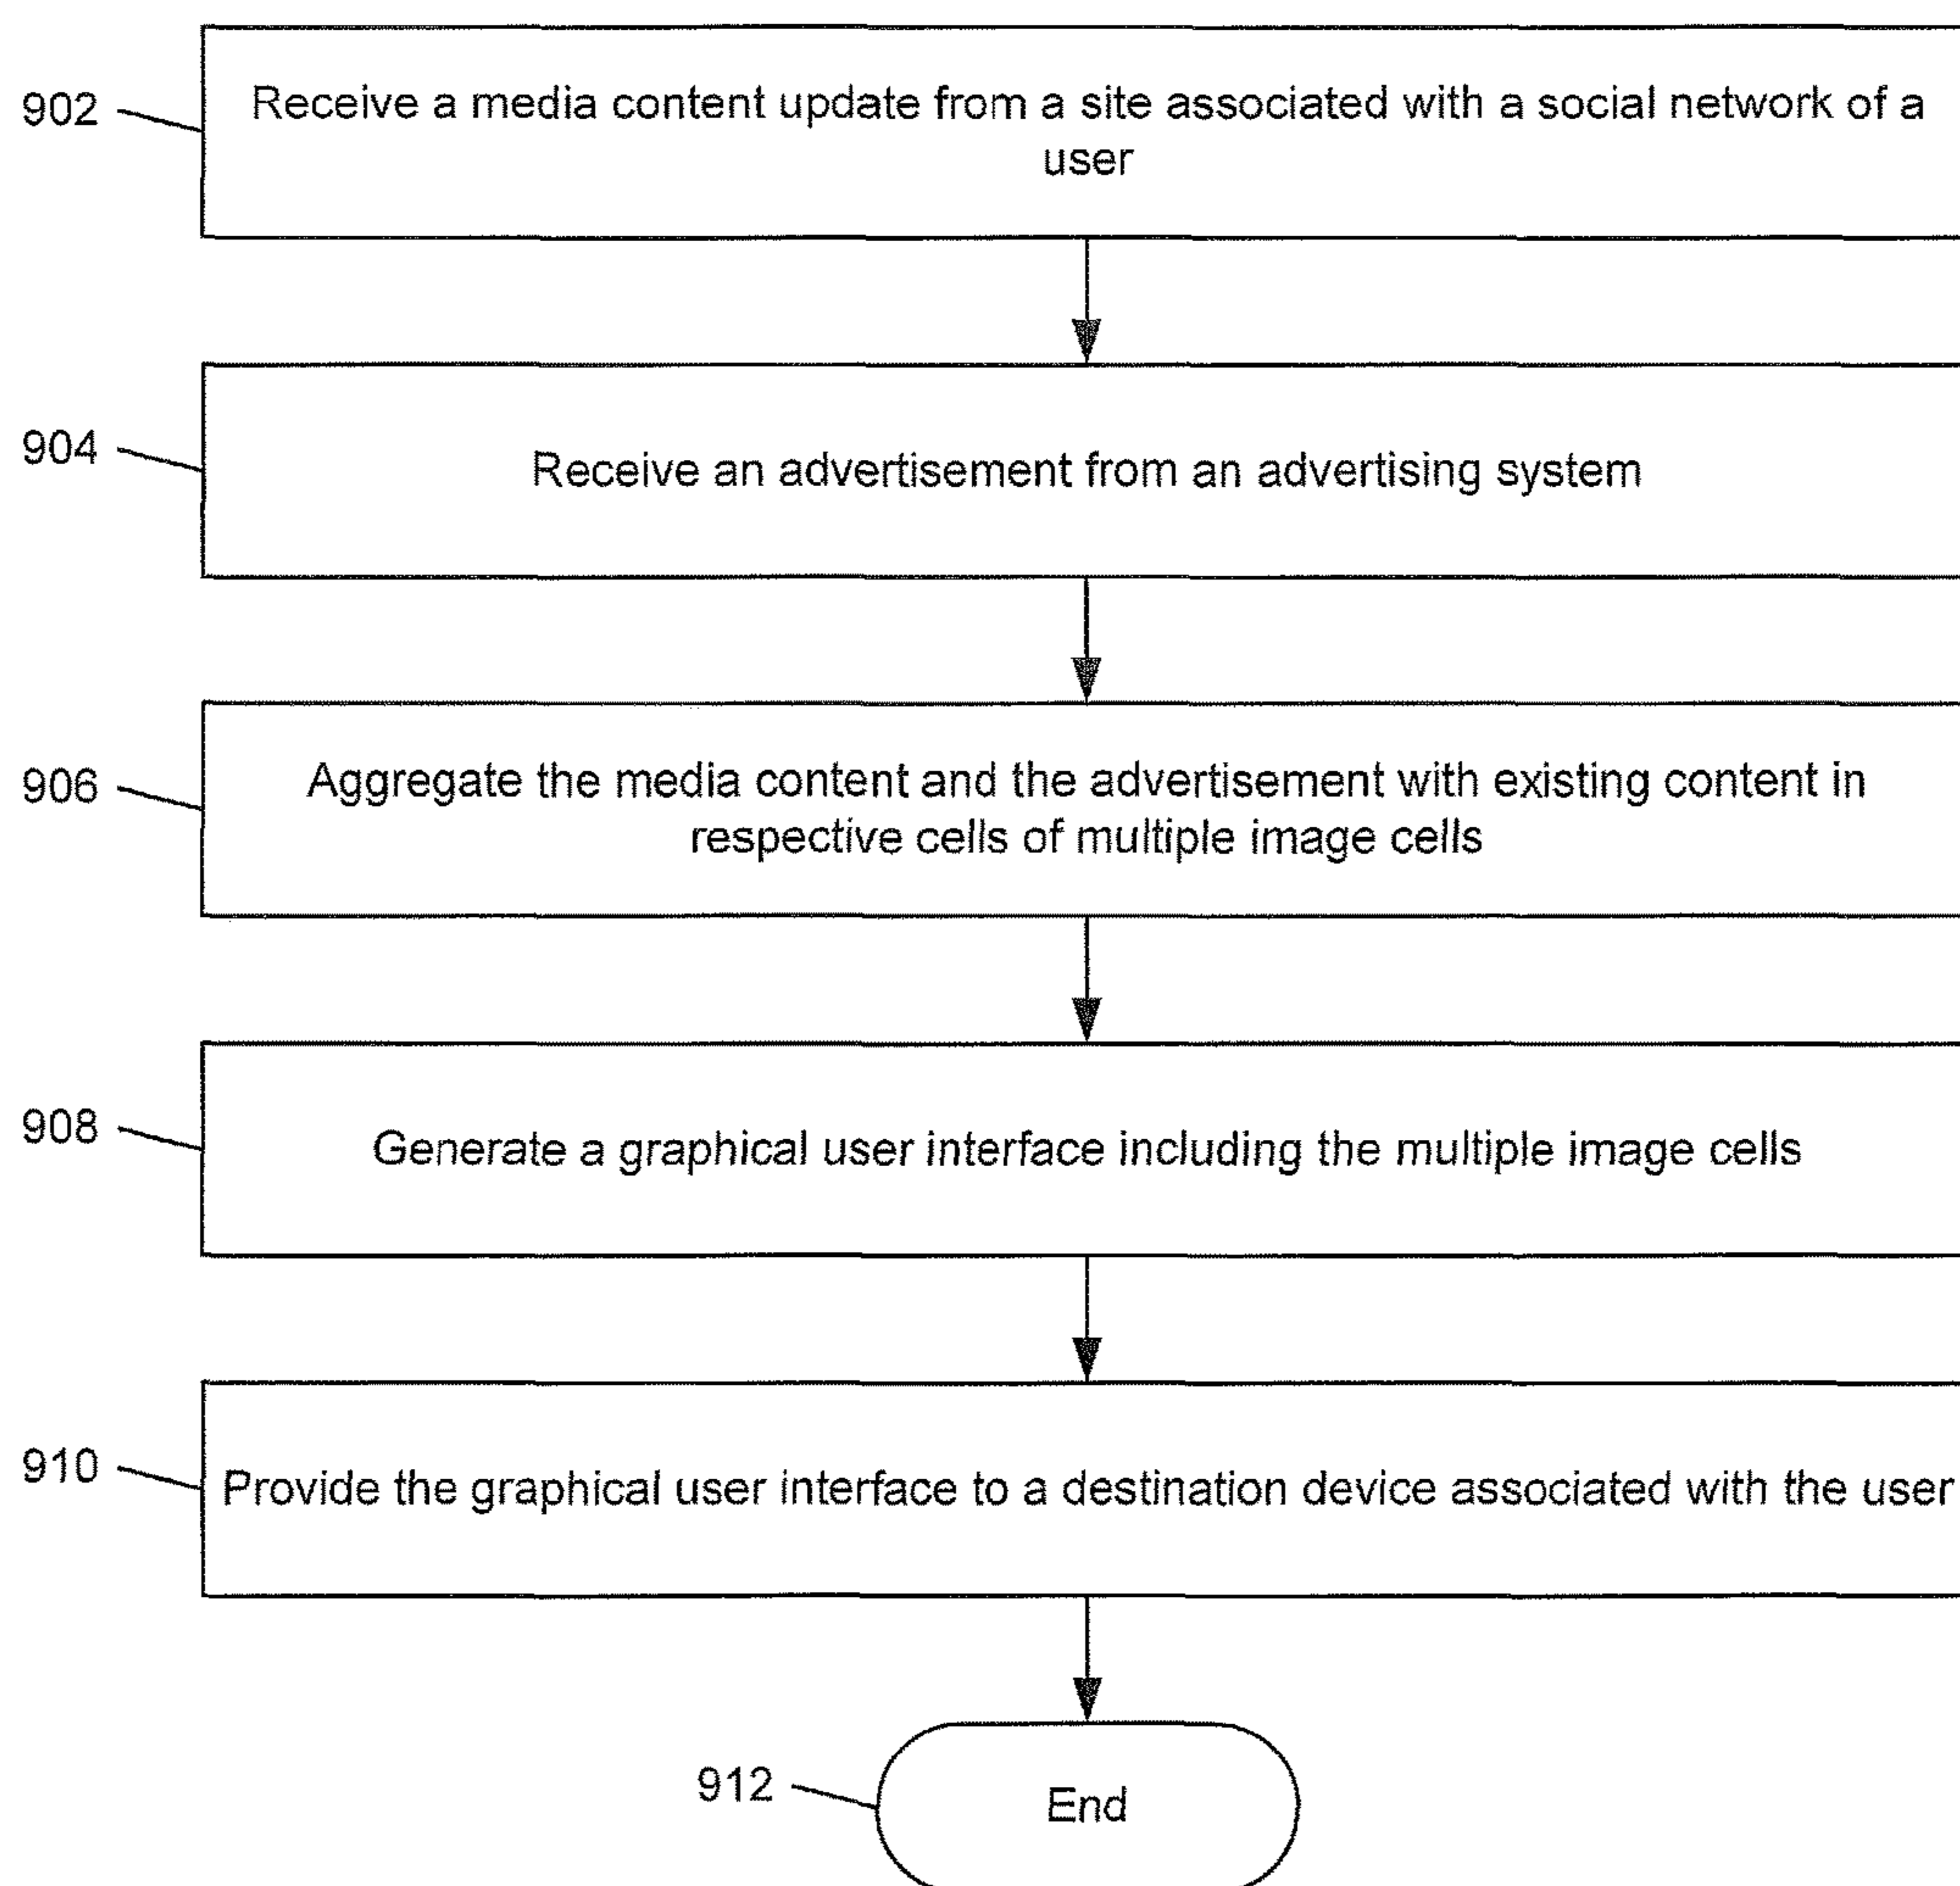 902
Receive a media content update from a site associated with a social network of a
user
904
Receive an advertisement from an advertising system
906
Aggregate the media content and the advertisement with existing content in
respective cells of multiple image cells
908
Generate a graphical user interface including the multiple image cells
910
Provide the graphical user interface to a destination device associated with the user
912
End